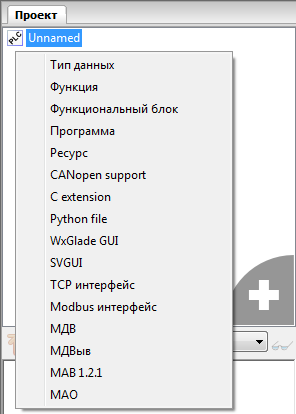 Проект
PLC Unnamed
Тип данных
Функция
Функциональный блок
Программа
Ресурс
CANopen support
C extension
Python file
WxGlade GUI
SVGUI
TCP интерфейс
Modbus интерфейс
МДВ
МДВыв
МАВ 1.2.1
МАО